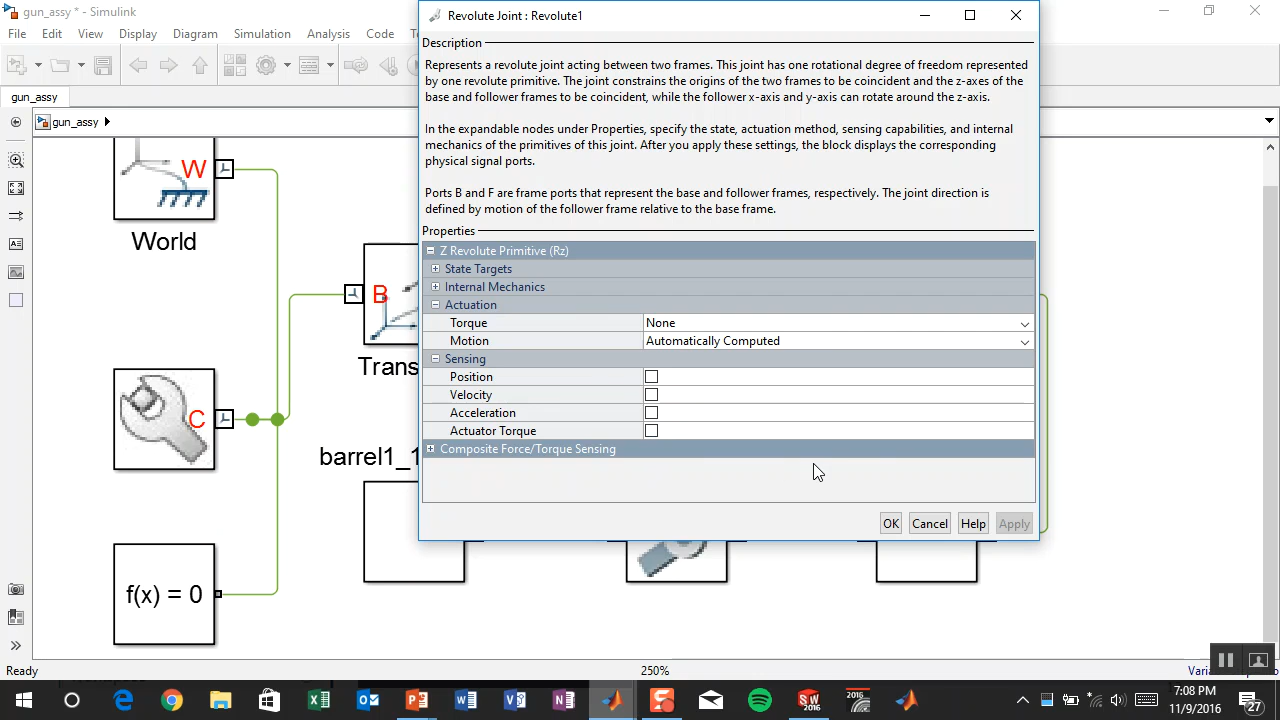 gun_assy * - Simulink
File Edit View Display Diagram Simulation Analysis Code
gun_assy
gun_assy
W
World
B
Trans
C
barrel1_1
f(x) = 0
Revolute Joint : Revolute1
Description
Represents a revolute joint acting between two frames. This joint has one rotational degree of freedom represented
by one revolute primitive. The joint constrains the origins of the two frames to be coincident and the z-axes of the
base and follower frames to be coincident, while the follower x-axis and y-axis can rotate around the z-axis.
In the expandable nodes under Properties, specify the state, actuation method, sensing capabilities, and internal
mechanics of the primitives of this joint. After you apply these settings, the block displays the corresponding
physical signal ports.
Ports B and F are frame ports that represent the base and follower frames, respectively. The joint direction is
defined by motion of the follower frame relative to the base frame.
Properties
Z Revolute Primitive (Rz)
State Targets
Internal Mechanics
Actuation
Torque None
Motion Automatically Computed
Sensing
Position
Velocity
Acceleration
Actuator Torque
Composite Force/Torque Sensing
OK Cancel Help Apply
Ready 250%
7:08 PM
11/9/2016
27